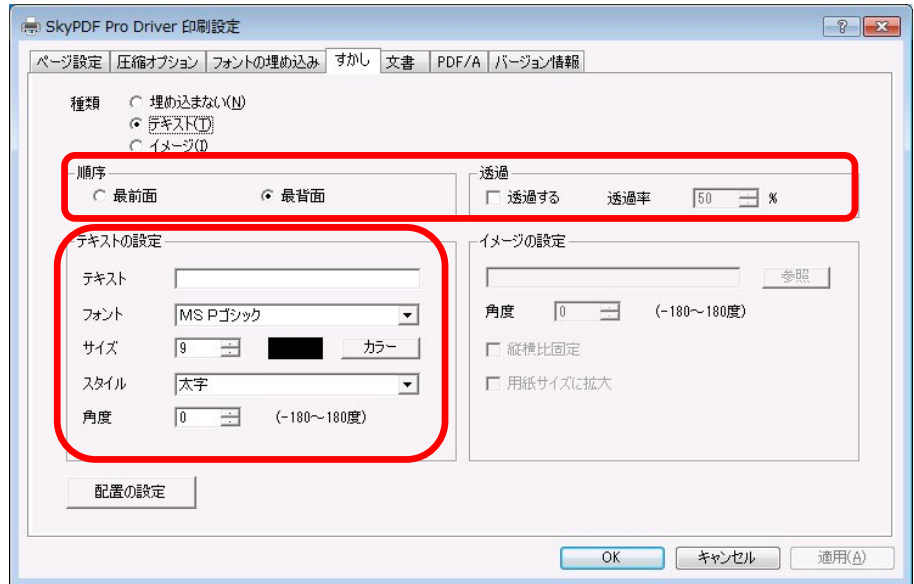 SkyPDF Pro Driver 印刷設定
ページ設定 圧縮オプション フォントの埋め込み すかし 文書 PDF/A バージョン情報
種類 埋め込まない(N)
テキスト(T)
イメージ(I)
順序 透過
最前面 最背面 透過する 透過率 50 %
テキストの設定 イメージの設定
テキスト 参照
フォント MS Pゴシック 角度 0 (-180~180度)
サイズ 9 カラー 縦横比固定
スタイル 太字 用紙サイズに拡大
角度 0 (-180~180度)
配置の設定
OK キャンセル 適用(A)